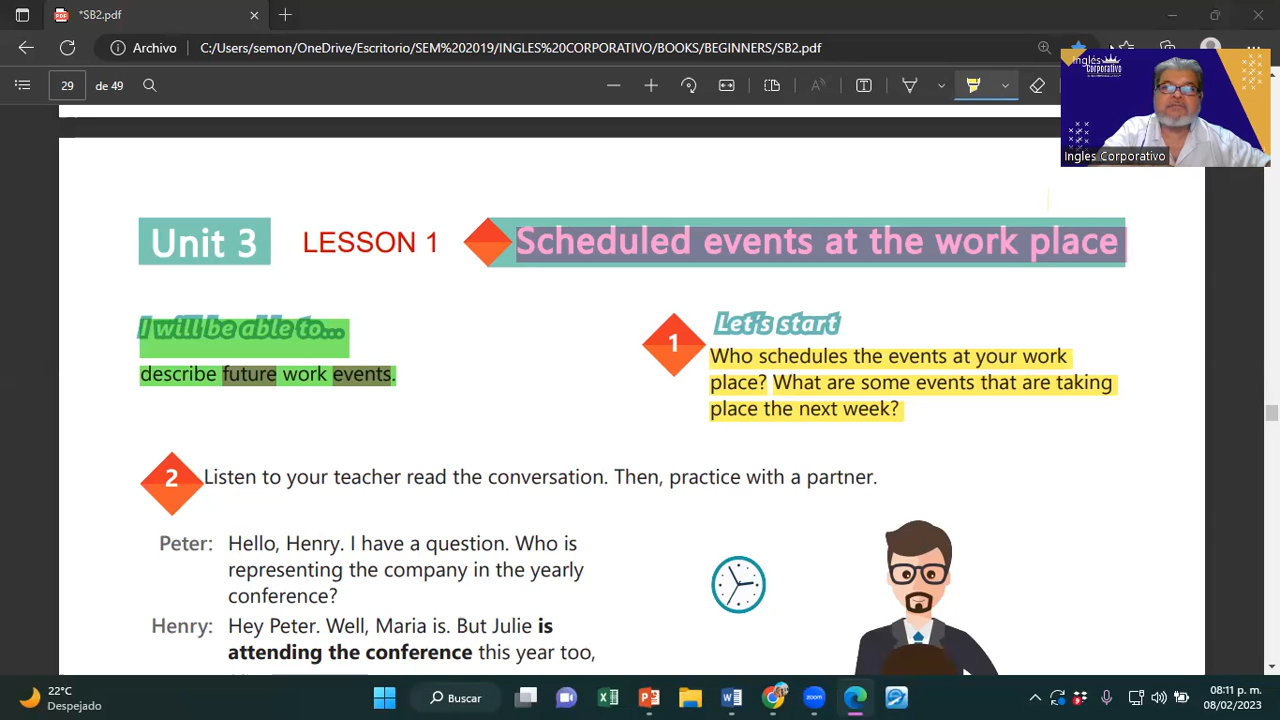 *SB2.pdf
Archivo
C:/Users/semon/OneDrive/Escritorio/SEM%202019/INGLES%20CORPORATIVO/BOOKS/BEGINNERS/SB2.pdf
29 de 49
Inglés
Corporativo
Ingles Corporativo
Unit 3 LESSON 1 Scheduled events at the work place
I will be able to...
describe future work events.
1 Let's start
Who schedules the events at your work
place? What are some events that are taking
place the next week?
2 Listen to your teacher read the conversation. Then, practice with a partner.
Peter: Hello, Henry. I have a question. Who is
representing the company in the yearly
conference?
Henry: Hey Peter. Well, Maria is. But Julie is
attending the conference this year too,
22°C
Despejado
Buscar
zoom
08:11 p. m.
08/02/2023